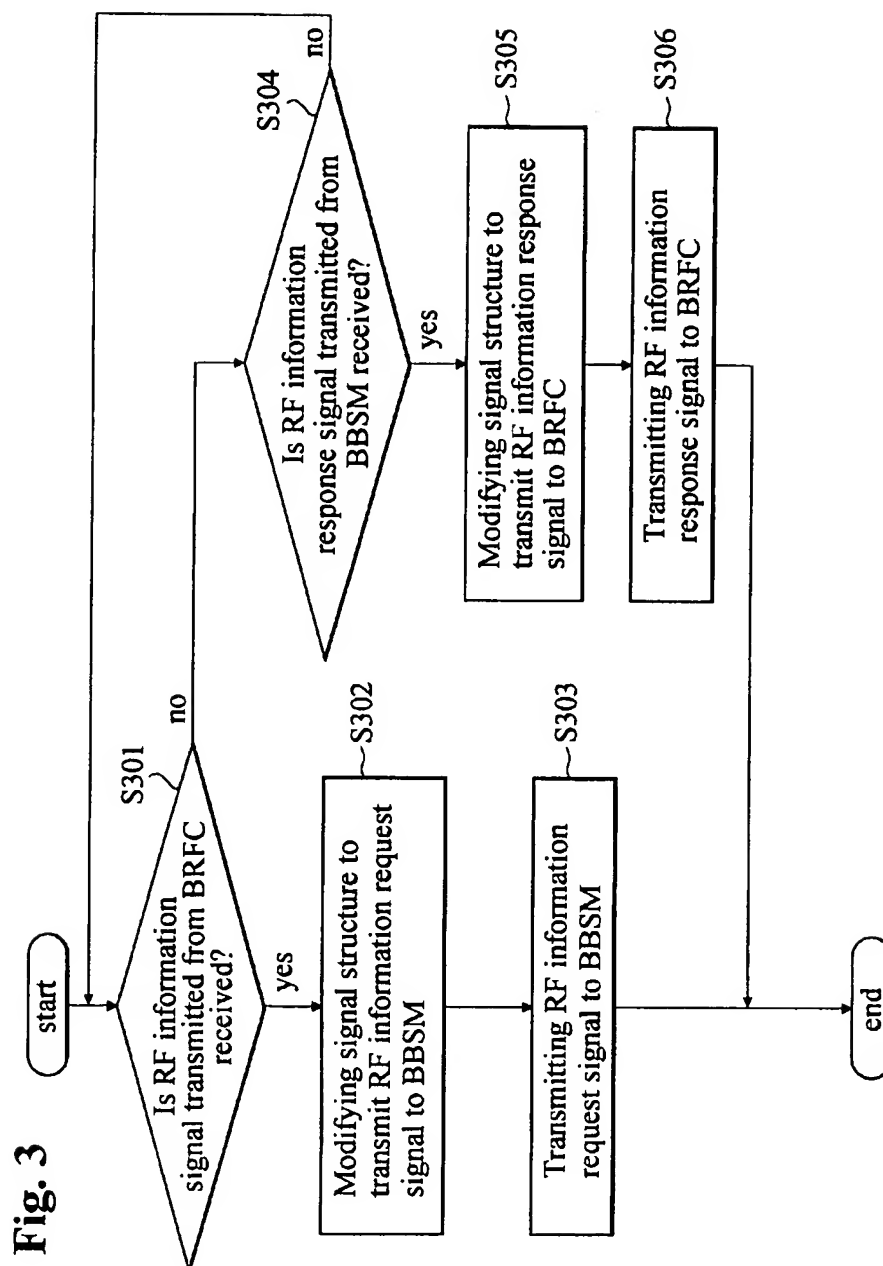 Fig. 3
start
S301
Is RF information
signal transmitted from BRFC
received?
no
yes
S302
Modifying signal structure to
transmit RF information request
signal to BBSM
S303
Transmitting RF information
request signal to BBSM
S304
Is RF information
response signal transmitted from
BBSM received?
no
yes
S305
Modifying signal structure to
transmit RF information response
signal to BRFC
S306
Transmitting RF information
response signal to BRFC
end